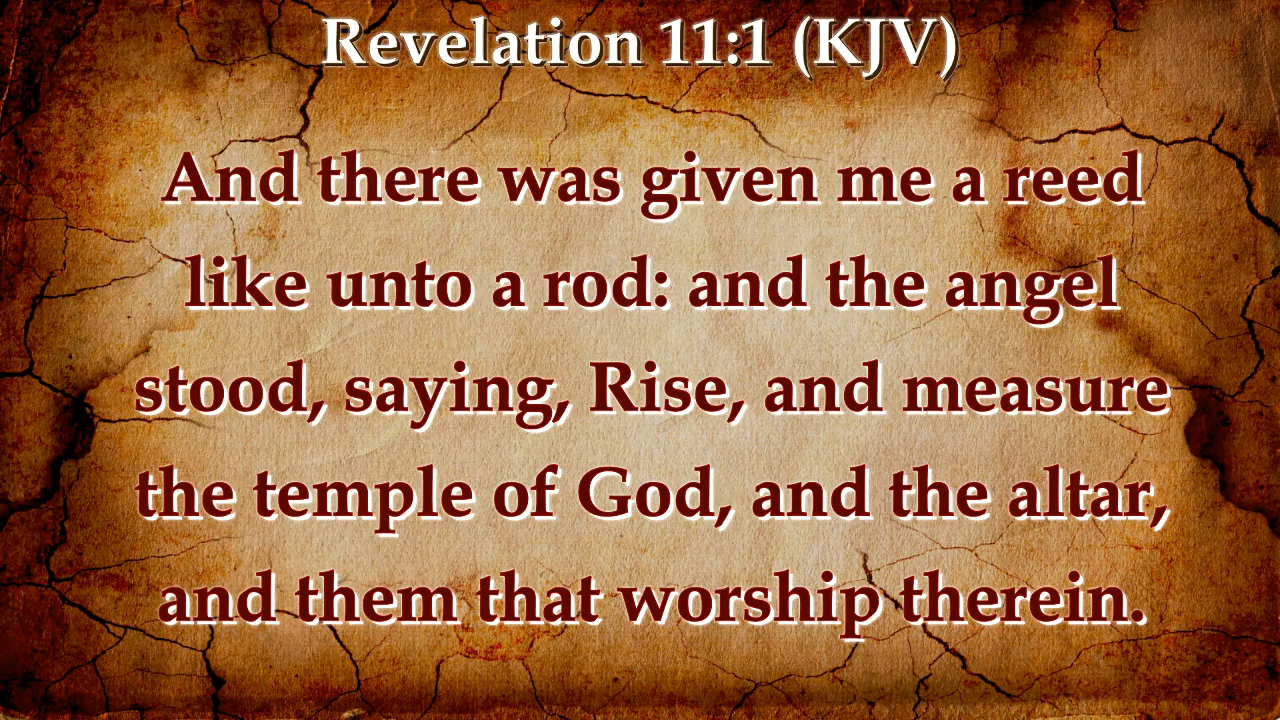 Revelation 11:1 (KJV)
And there was given me a reed
like unto a rod: and the angel
stood, saying, Rise, and measure
the temple of God, and the altar,
and them that worship therein.